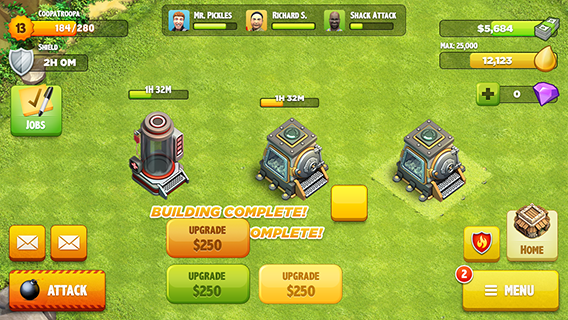 COOPATROOPA
13
184/280
SHIELD
2H 0M
JOBS
MR. PICKLES
RICHARD S.
SHACK ATTACK
$5,684
MAX: 25,000
12,123
+
0
1H 32M
1H 32M
BUILDING COMPLETE!
OMPLETE!
UPGRADE
$250
UPGRADE
$250
UPGRADE
$250
ATTACK
HOME
2
MENU